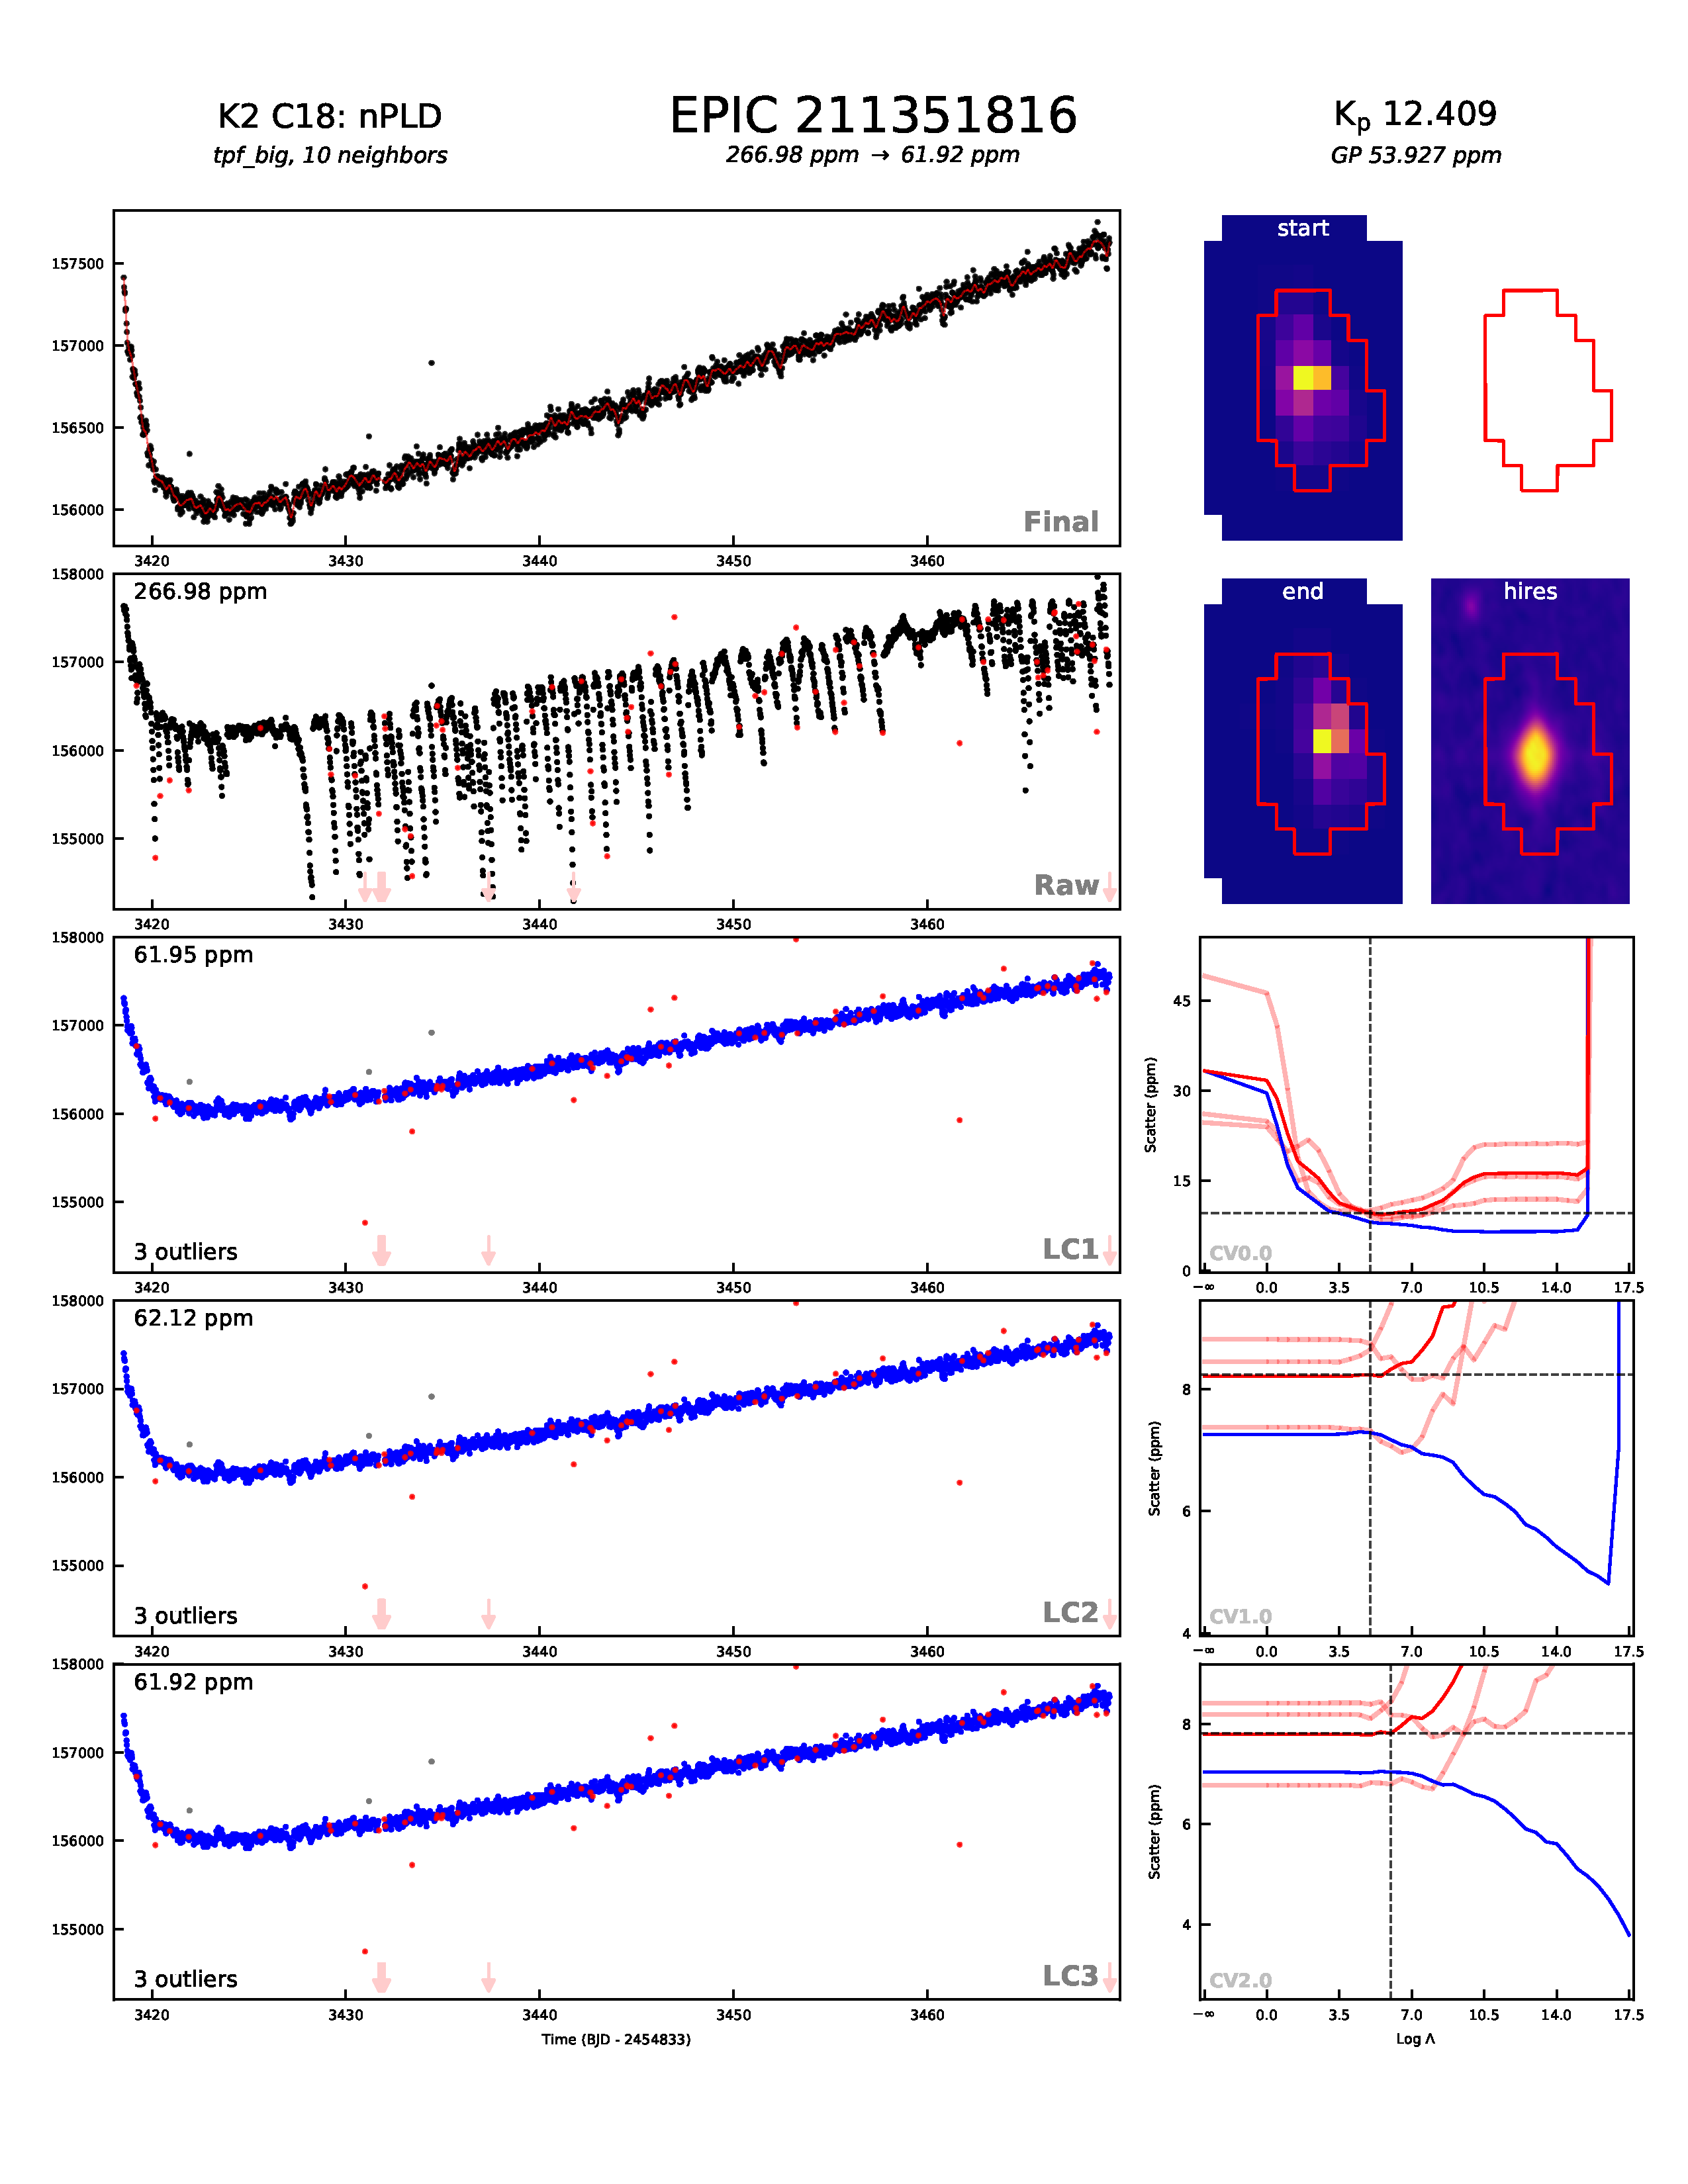 K2 C18: nPLD
tpf_big, 10 neighbors
EPIC 211351816
266.98 ppm → 61.92 ppm
Kp 12.409
GP 53.927 ppm
157500
157000
156500
156000
Final
3420 3430 3440 3450 3460
start
158000
157000
156000
155000
266.98 ppm
Raw
3420 3430 3440 3450 3460
end
hires
158000
157000
156000
155000
61.95 ppm
3 outliers
LC1
3420 3430 3440 3450 3460
Scatter (ppm)
45
30
15
0
CV0.0
−∞ 0.0 3.5 7.0 10.5 14.0 17.5
158000
157000
156000
155000
62.12 ppm
3 outliers
LC2
3420 3430 3440 3450 3460
Scatter (ppm)
8
6
4
CV1.0
−∞ 0.0 3.5 7.0 10.5 14.0 17.5
158000
157000
156000
155000
61.92 ppm
3 outliers
LC3
3420 3430 3440 3450 3460
Time (BJD - 2454833)
Scatter (ppm)
8
6
4
CV2.0
−∞ 0.0 3.5 7.0 10.5 14.0 17.5
Log Λ